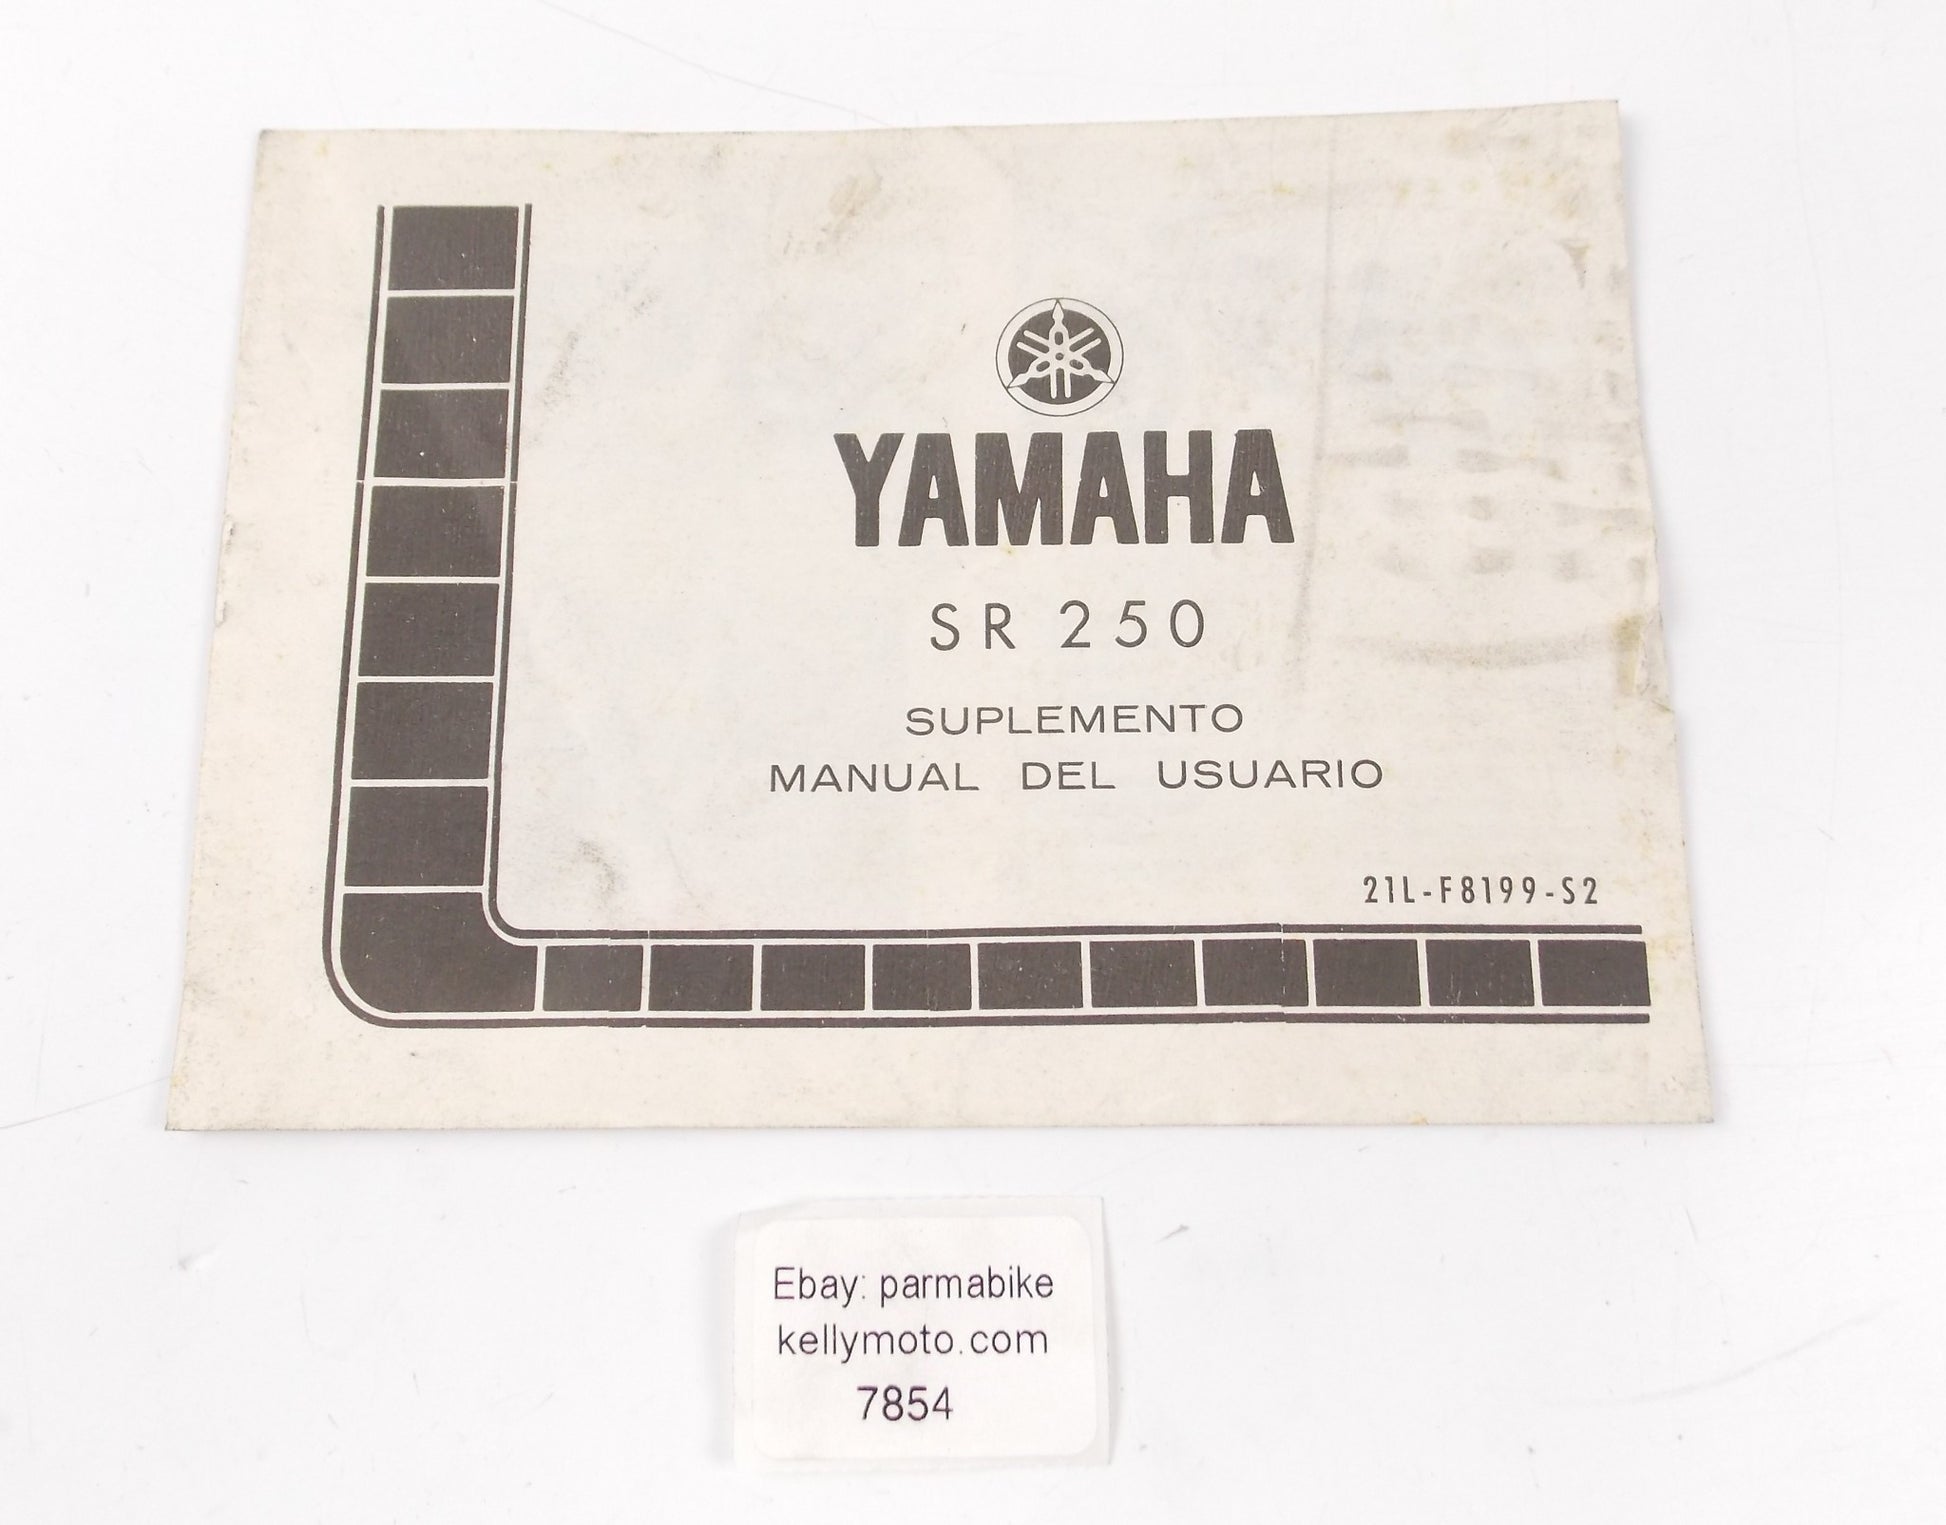 YAMAHA
SR 250
SUPLEMENTO
MANUAL DEL USUARIO
21L-F8199-S2
Ebay: parmabike
kellymoto.com
7854